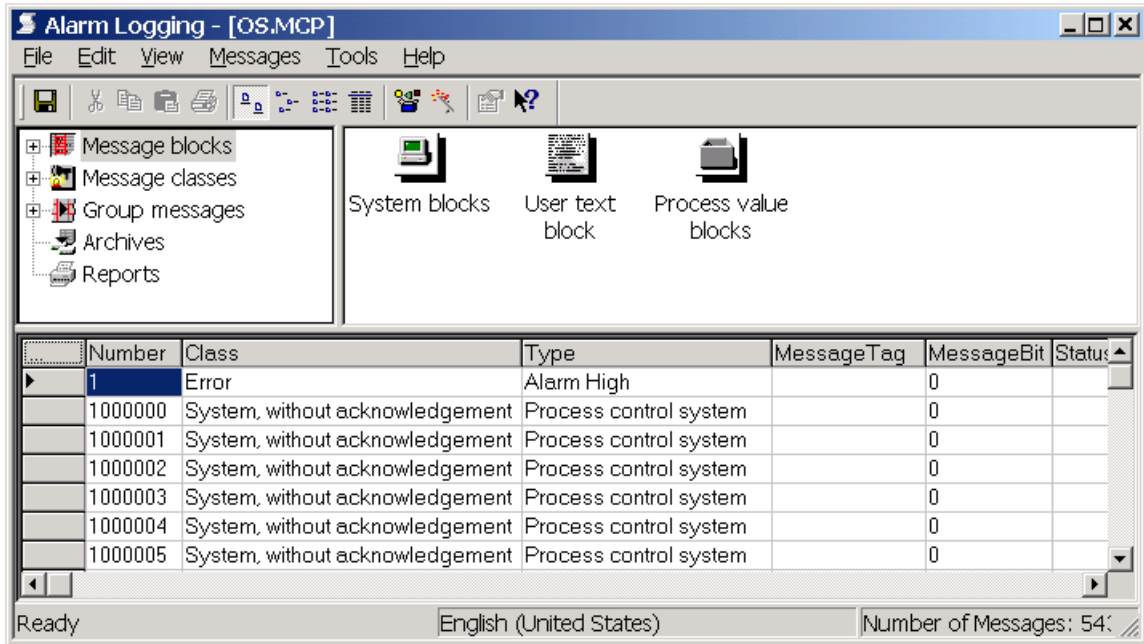 Alarm Logging - [OS.MCP]
File Edit View Messages Tools Help
Message blocks
Message classes
Group messages
Archives
Reports
System blocks
User text block
Process value blocks
... Number Class Type MessageTag MessageBit Status
1 Error Alarm High 0
1000000 System, without acknowledgement Process control system 0
1000001 System, without acknowledgement Process control system 0
1000002 System, without acknowledgement Process control system 0
1000003 System, without acknowledgement Process control system 0
1000004 System, without acknowledgement Process control system 0
1000005 System, without acknowledgement Process control system 0
Ready English (United States) Number of Messages: